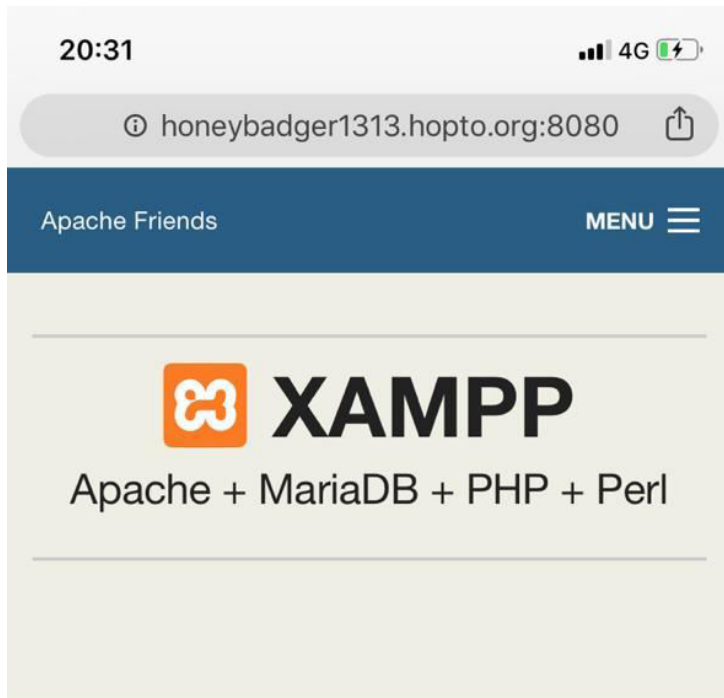 20:31 4G
honeybadger1313.hopto.org:8080
Apache Friends MENU
XAMPP
Apache + MariaDB + PHP + Perl